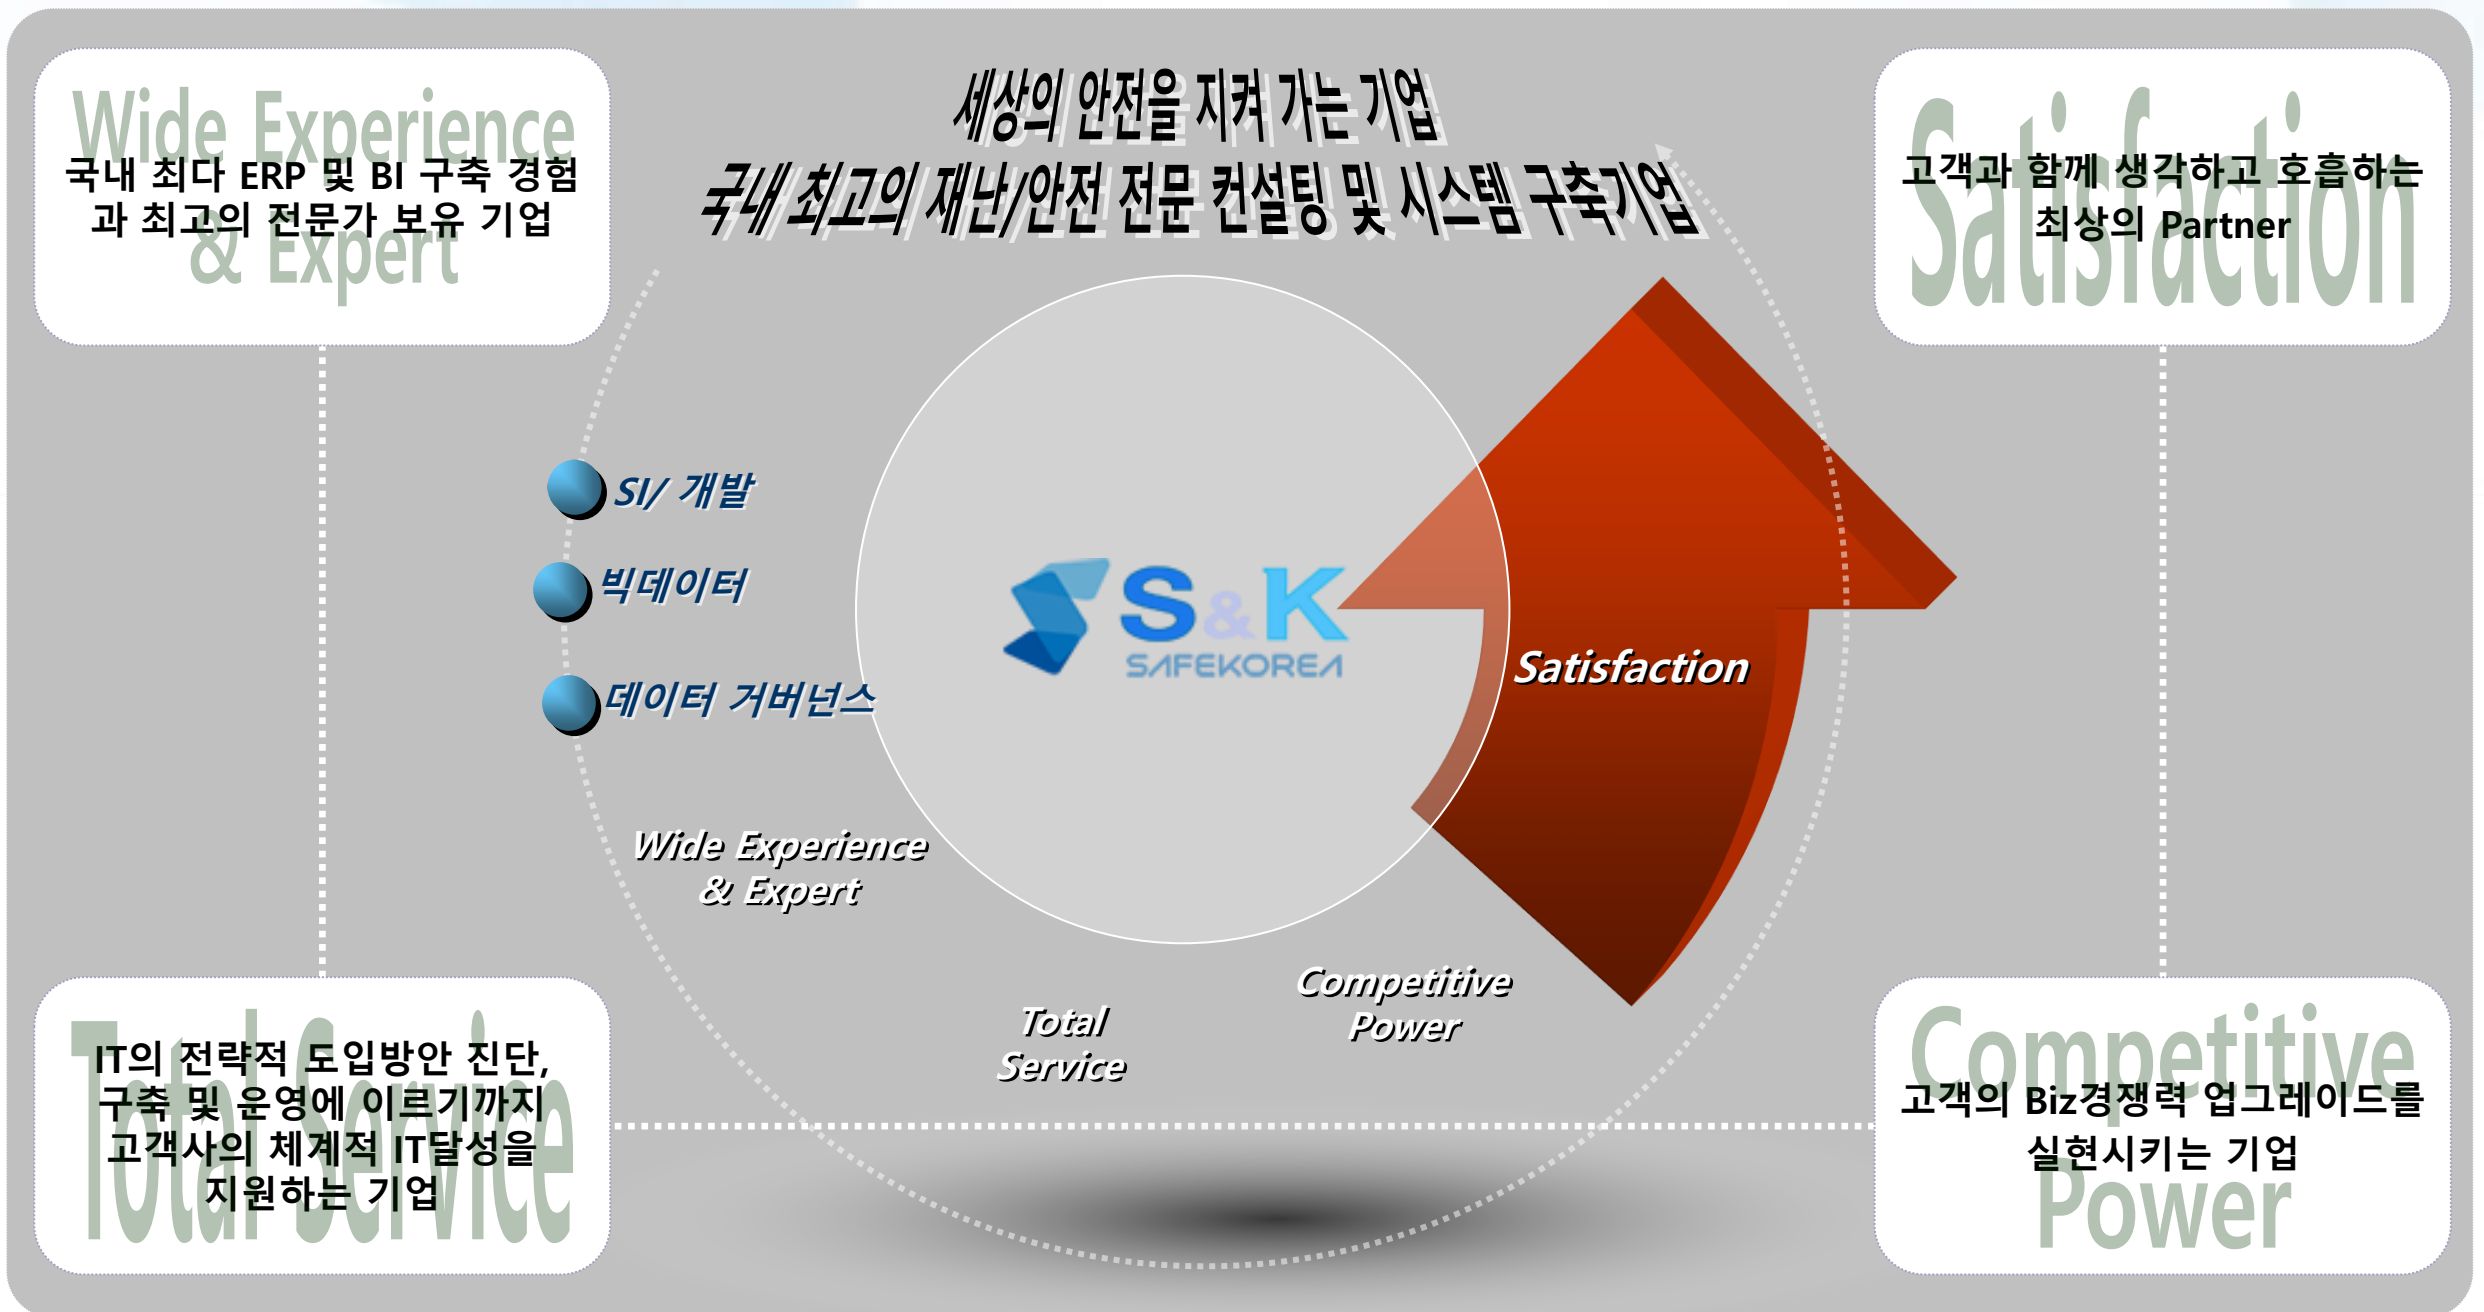 세상의 안전을 지켜 가는 기업
국내 최고의 재난/안전 전문 컨설팅 및 시스템 구축기업
Wide Experience
& Expert
국내 최다 ERP 및 BI 구축 경험
과 최고의 전문가 보유 기업
Satisfaction
고객과 함께 생각하고 호흡하는
최상의 Partner
SI/ 개발
빅데이터
데이터 거버넌스
S&K
SAFEKOREA
Satisfaction
Wide Experience
& Expert
Total
Service
Competitive
Power
Total Service
IT의 전략적 도입방안 진단,
구축 및 운영에 이르기까지
고객사의 체계적 IT달성을
지원하는 기업
Competitive
Power
고객의 Biz경쟁력 업그레이드를
실현시키는 기업